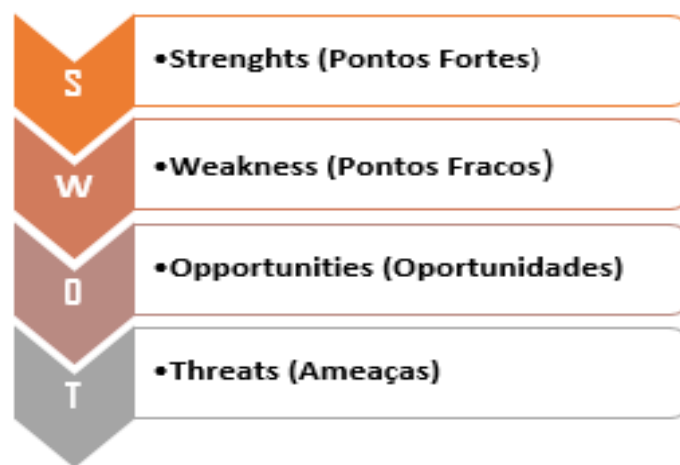 S
•Strenghts (Pontos Fortes)
W
•Weakness (Pontos Fracos)
O
•Opportunities (Oportunidades)
T
•Threats (Ameaças)